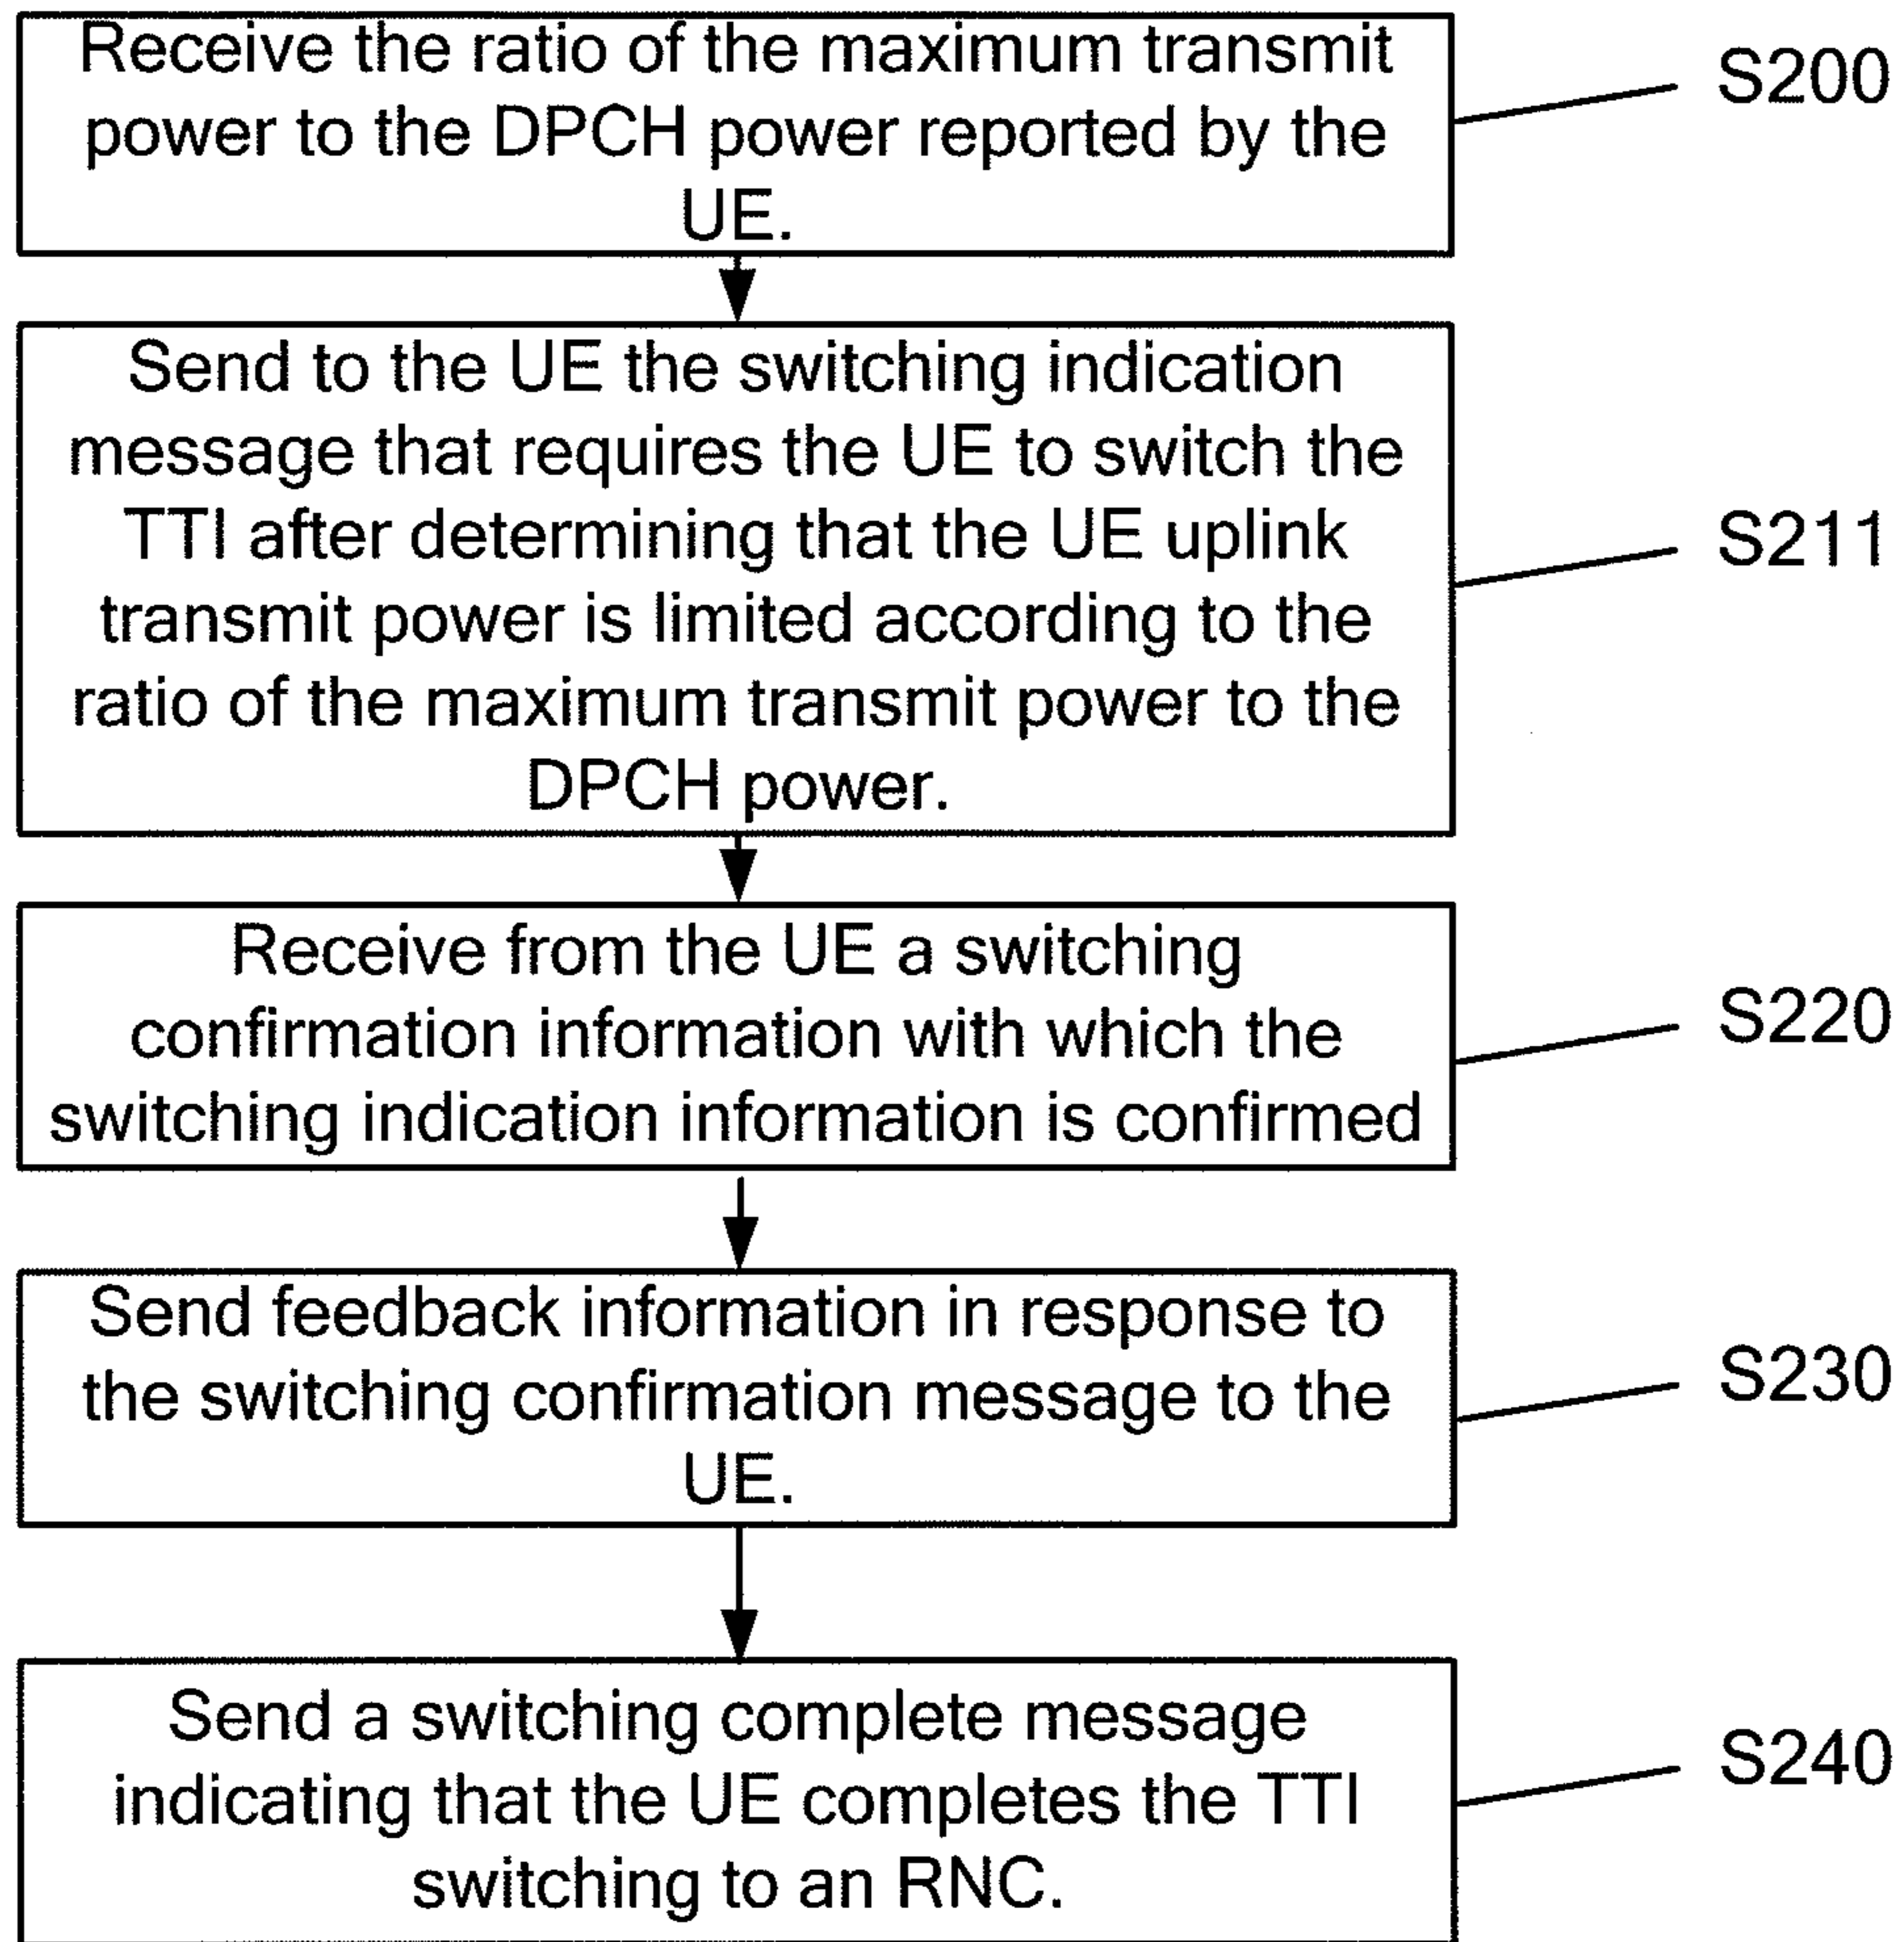 Receive the ratio of the maximum transmit
power to the DPCH power reported by the
UE.
S200
Send to the UE the switching indication
message that requires the UE to switch the
TTI after determining that the UE uplink
transmit power is limited according to the
ratio of the maximum transmit power to the
DPCH power.
S211
Receive from the UE a switching
confirmation information with which the
switching indication information is confirmed
S220
Send feedback information in response to
the switching confirmation message to the
UE.
S230
Send a switching complete message
indicating that the UE completes the TTI
switching to an RNC.
S240